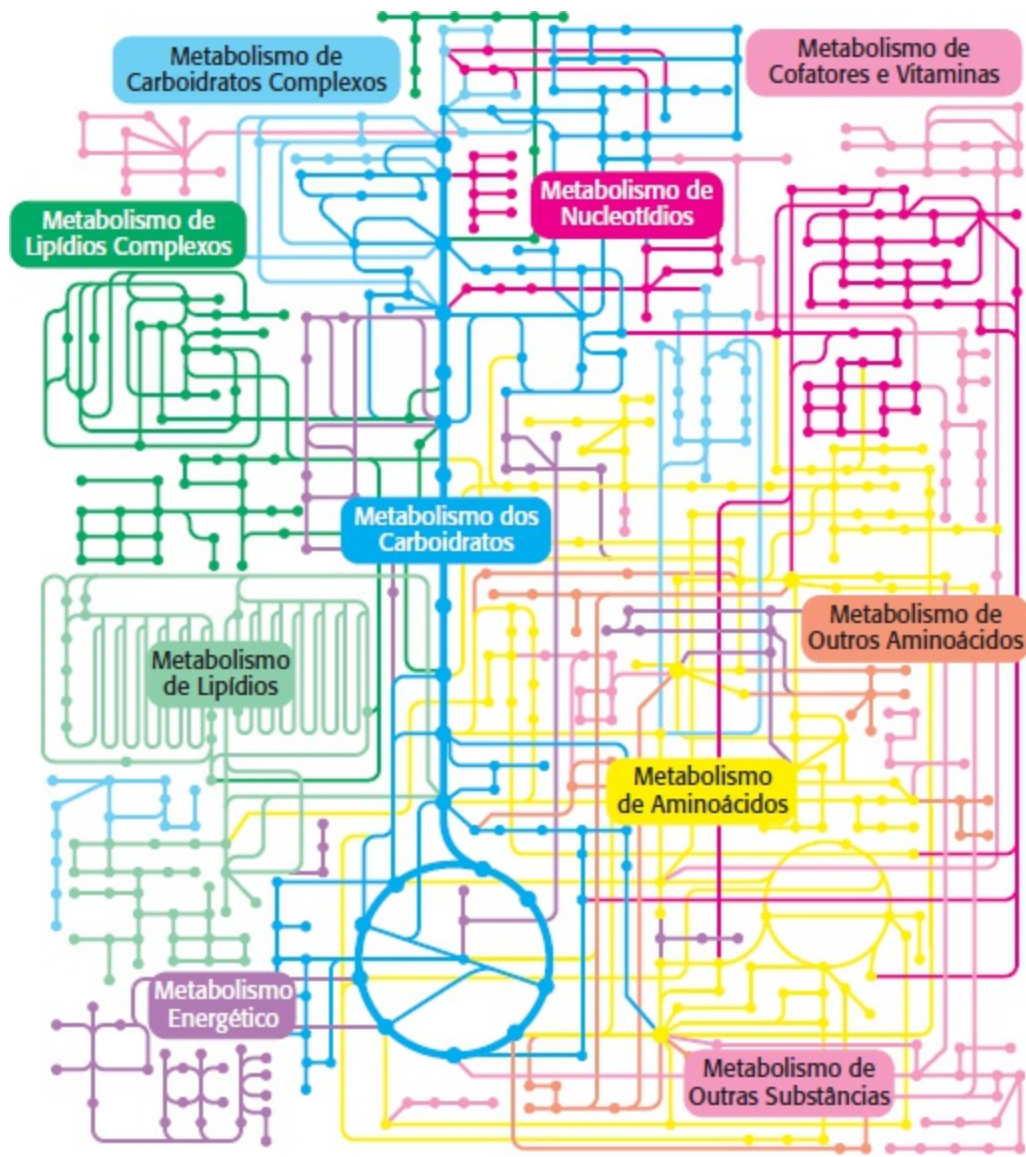 Metabolismo de
Carboidratos Complexos
Metabolismo de
Cofatores e Vitaminas
Metabolismo de
Nucleotídios
Metabolismo de
Lipídios Complexos
Metabolismo dos
Carboidratos
Metabolismo de
Outros Aminoácidos
Metabolismo
de Lipídios
Metabolismo
de Aminoácidos
Metabolismo
Energético
Metabolismo de
Outras Substâncias